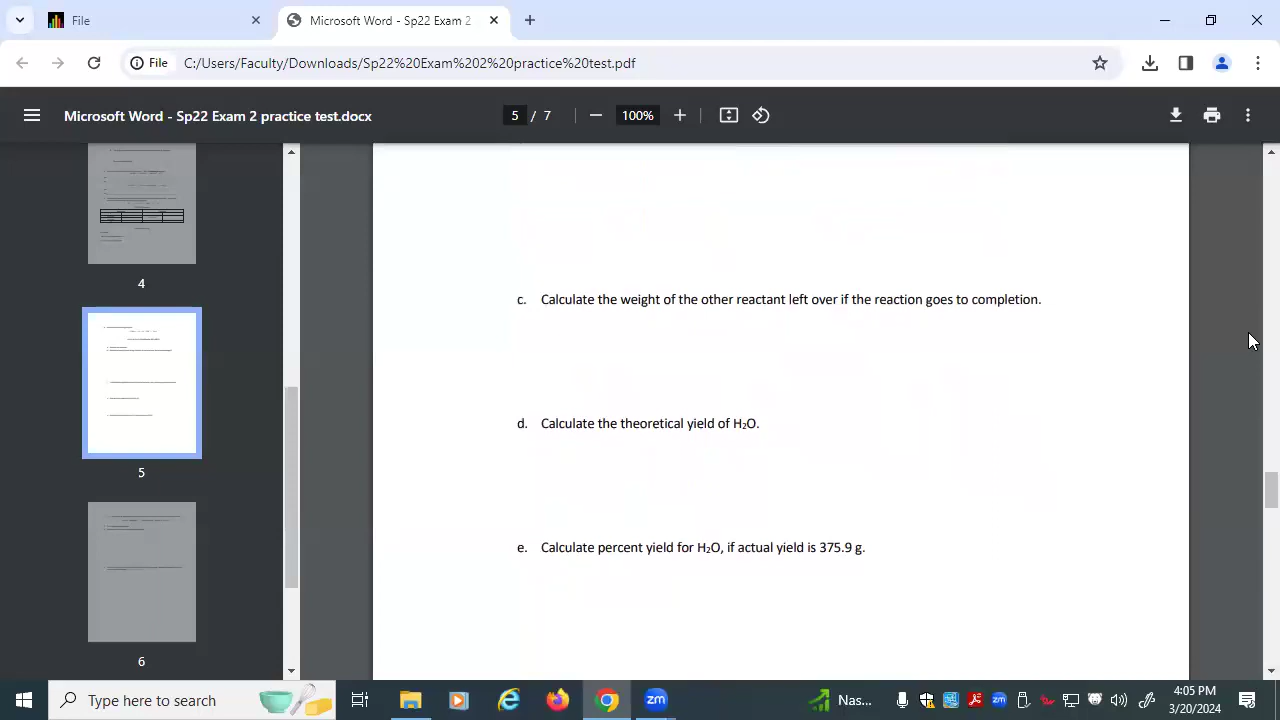 File
Microsoft Word - Sp22 Exam 2
File
C:/Users/Faculty/Downloads/Sp22%20Exam%202%20practice%20test.pdf
Microsoft Word - Sp22 Exam 2 practice test.docx
5 / 7
100%
4
5
6
c. Calculate the weight of the other reactant left over if the reaction goes to completion.
d. Calculate the theoretical yield of H₂O.
e. Calculate percent yield for H₂O, if actual yield is 375.9 g.
Type here to search
zm
Nas...
zm
4:05 PM
3/20/2024